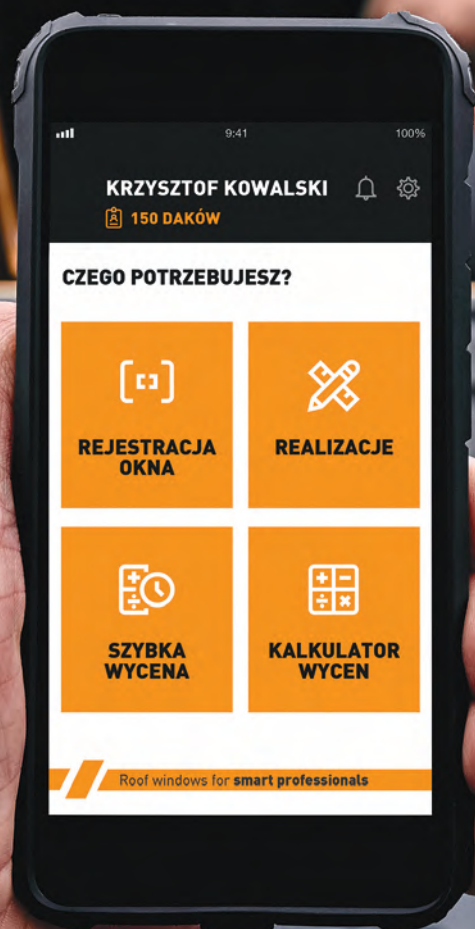 9:41
100%
KRZYSZTOF KOWALSKI
150 DAKÓW
CZEGO POTRZEBUJESZ?
REJESTRACJA
OKNA
REALIZACJE
SZYBKA
WYCENA
KALKULATOR
WYCEN
Roof windows for smart professionals